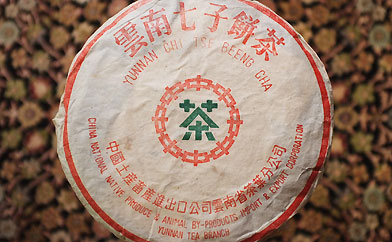 雲南七子餅茶
YUNNAN CHI TSE BEENG CHA
茶
中國土產畜產進出口公司雲南省茶葉分公司
CHINA NATIONAL NATIVE PRODUCE & ANIMAL BY-PRODUCTS IMPORT & EXPORT CORPORATION
YUNNAN TEA BRANCH